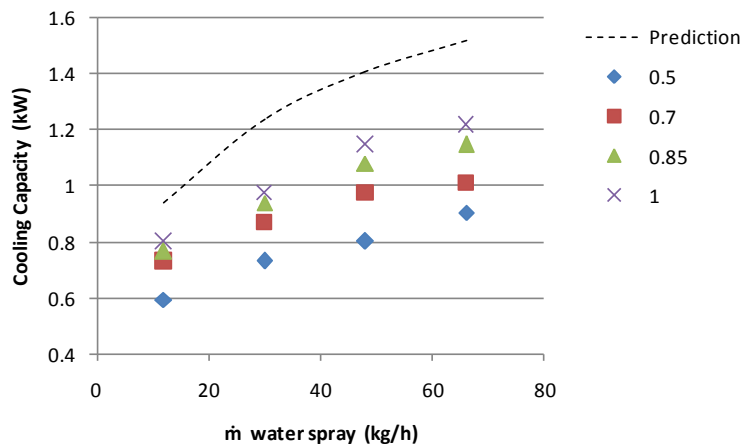 1.6
1.4
1.2
1
0.8
0.6
0.4
0 20 40 60 80
Cooling Capacity (kW)
ṁ water spray (kg/h)
Prediction
0.5
0.7
0.85
1